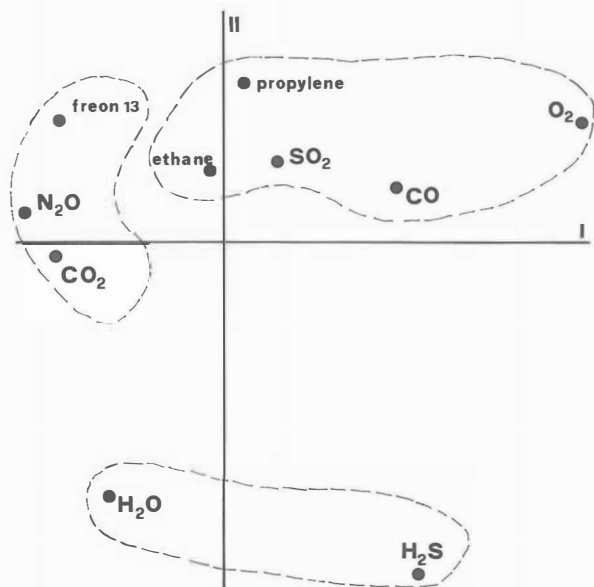 II
propylene
freon 13
O₂
ethane
SO₂
CO
N₂O
I
CO₂
H₂O
H₂S